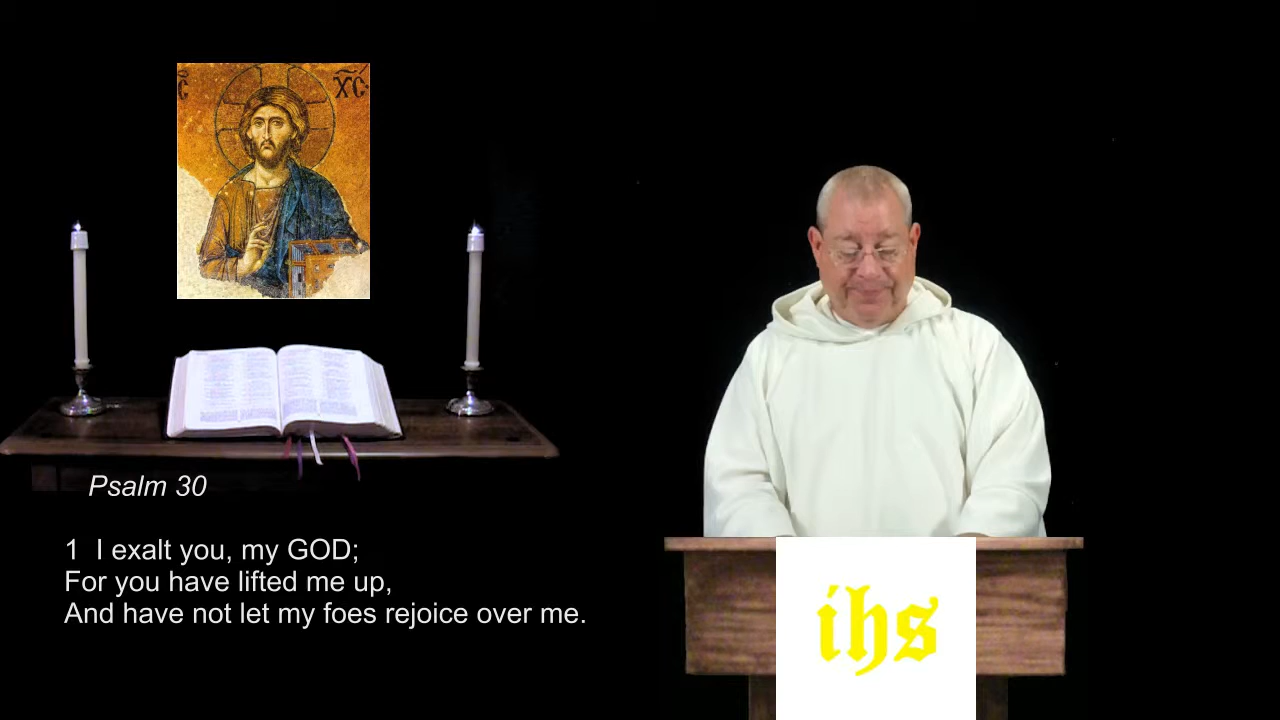 XC
Psalm 30
1 I exalt you, my GOD;
For you have lifted me up,
And have not let my foes rejoice over me.
ihs